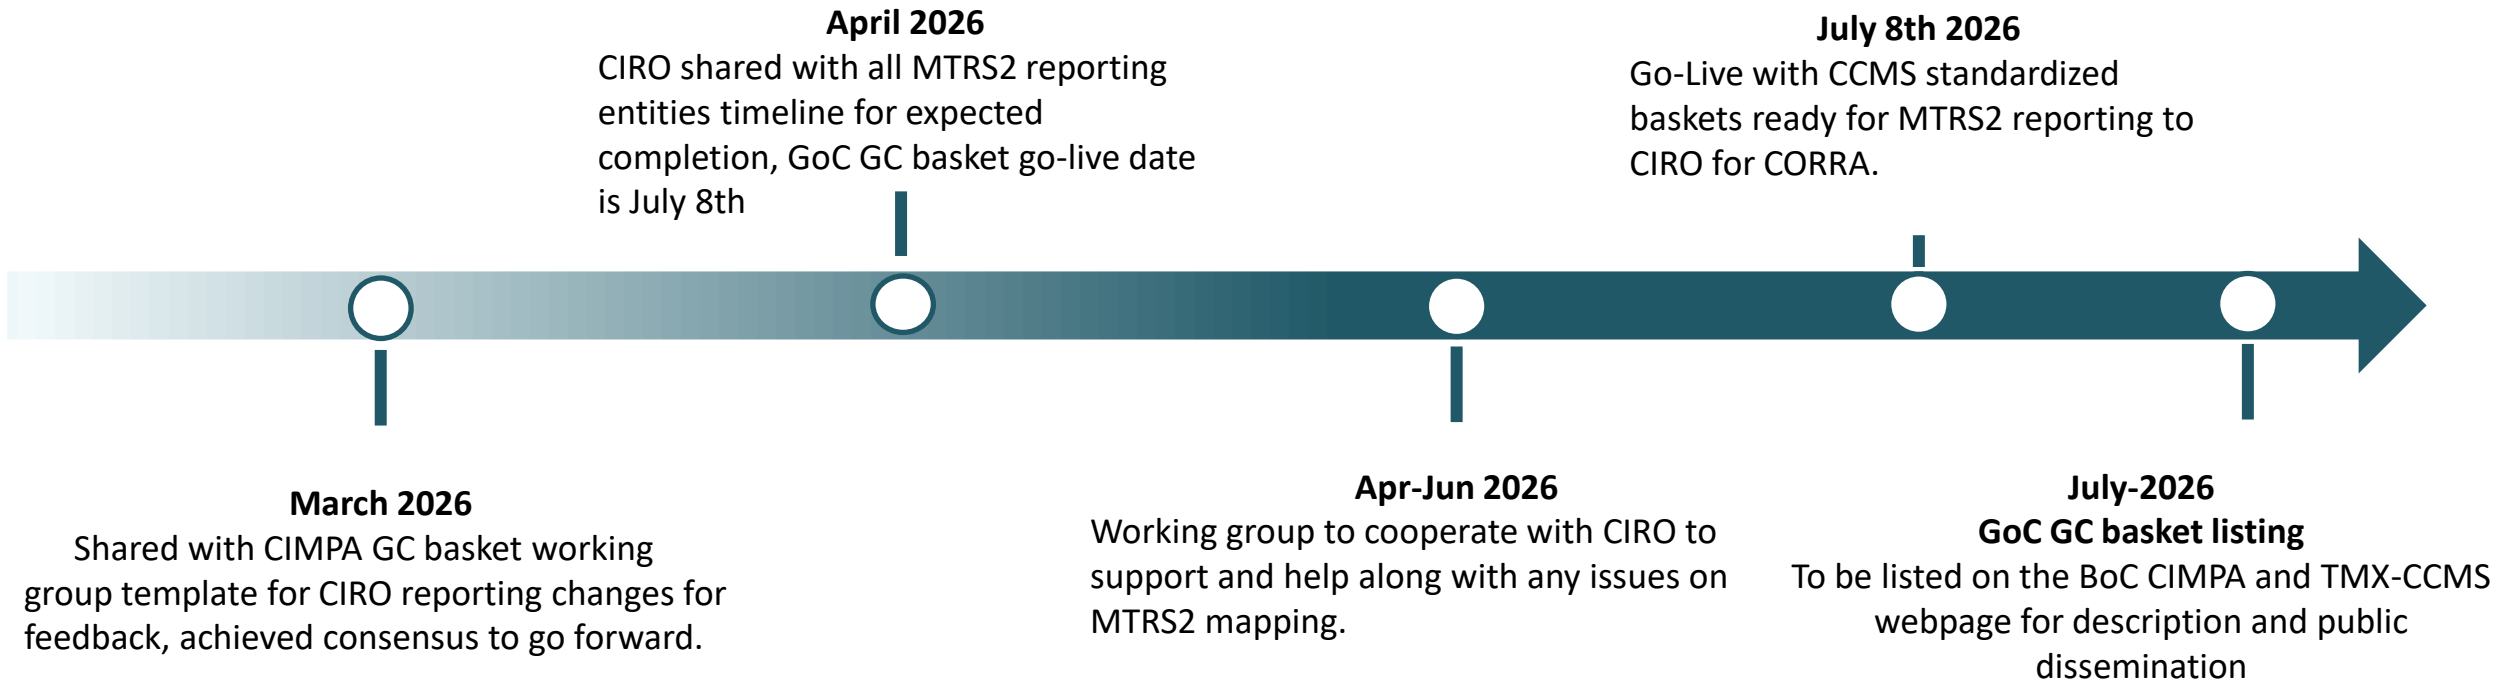 April 2026
CIRO shared with all MTRS2 reporting
entities timeline for expected
completion, GoC GC basket go-live date
is July 8th
July 8th 2026
Go-Live with CCMS standardized
baskets ready for MTRS2 reporting to
CIRO for CORRA.
March 2026
Shared with CIMPA GC basket working
group template for CIRO reporting changes for
feedback, achieved consensus to go forward.
Apr-Jun 2026
Working group to cooperate with CIRO to
support and help along with any issues on
MTRS2 mapping.
July-2026
GoC GC basket listing
To be listed on the BoC CIMPA and TMX-CCMS
webpage for description and public
dissemination